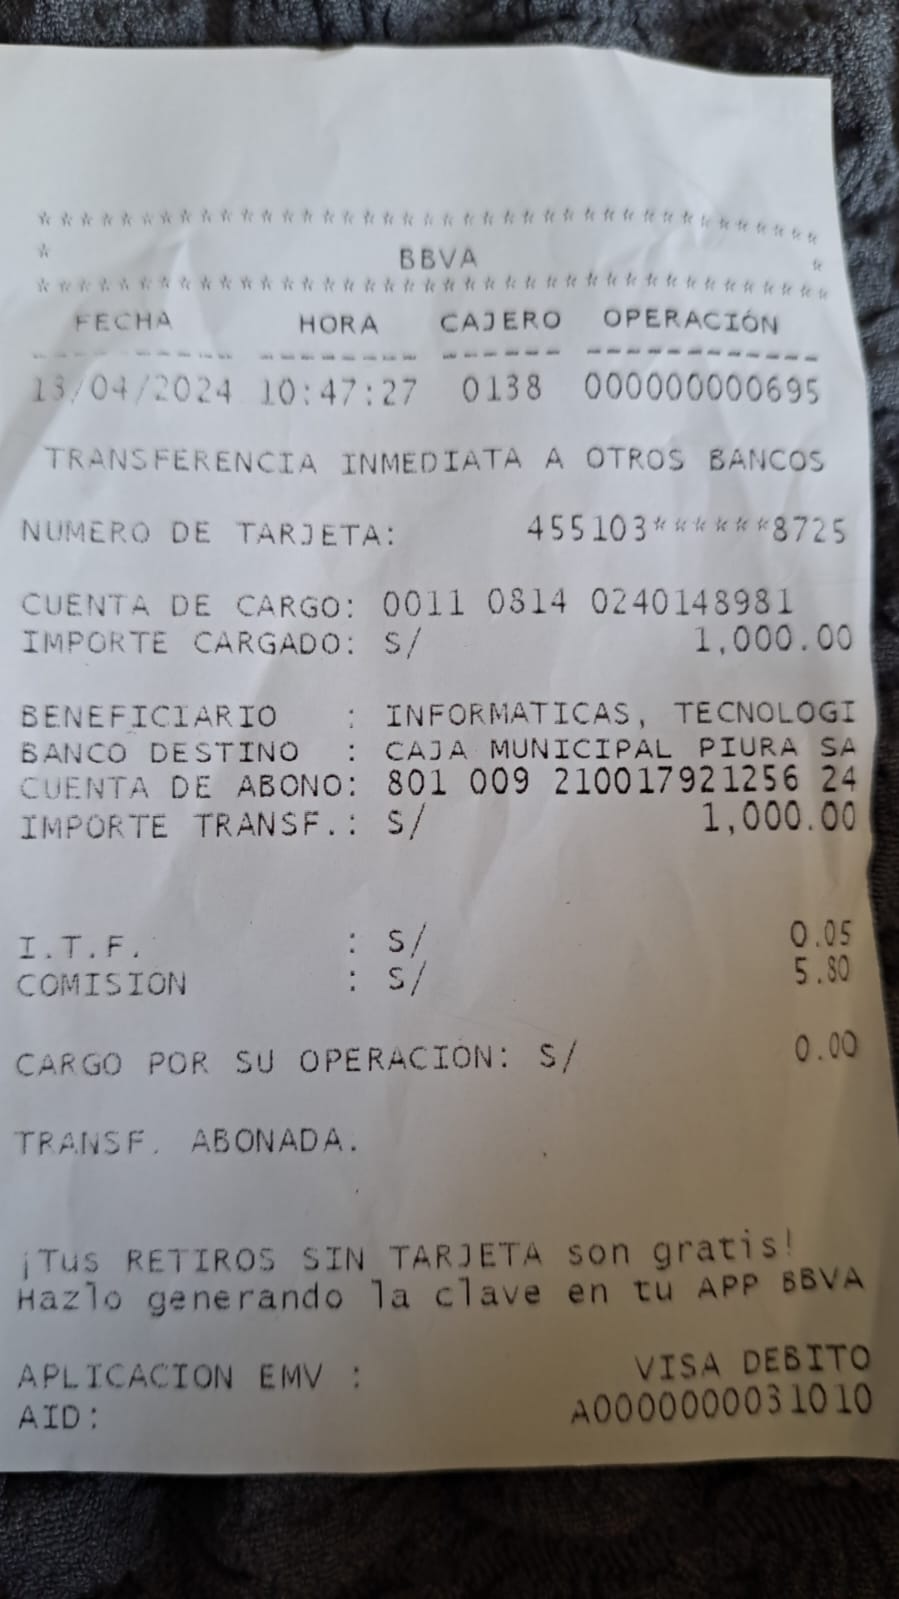 ****************************************
* BBVA *
****************************************
FECHA HORA CAJERO OPERACIÓN
---------- -------- ------ ------------
13/04/2024 10:47:27 0138 000000000695
TRANSFERENCIA INMEDIATA A OTROS BANCOS
NUMERO DE TARJETA: 455103******8725
CUENTA DE CARGO: 0011 0814 0240148981
IMPORTE CARGADO: S/ 1,000.00
BENEFICIARIO : INFORMATICAS, TECNOLOGI
BANCO DESTINO : CAJA MUNICIPAL PIURA SA
CUENTA DE ABONO: 801 009 210017921256 24
IMPORTE TRANSF.: S/ 1,000.00
I.T.F. : S/ 0.05
COMISION : S/ 5.80
CARGO POR SU OPERACIÓN: S/ 0.00
TRANSF. ABONADA.
¡Tus RETIROS SIN TARJETA son gratis!
Hazlo generando la clave en tu APP BBVA
APLICACION EMV : VISA DEBITO
AID: A0000000031010